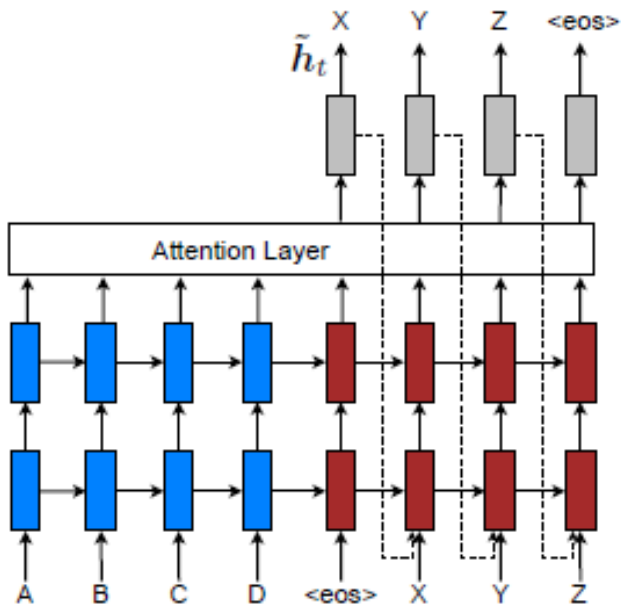 X Y Z <eos>
h̃ₜ
Attention Layer
A B C D <eos> X Y Z